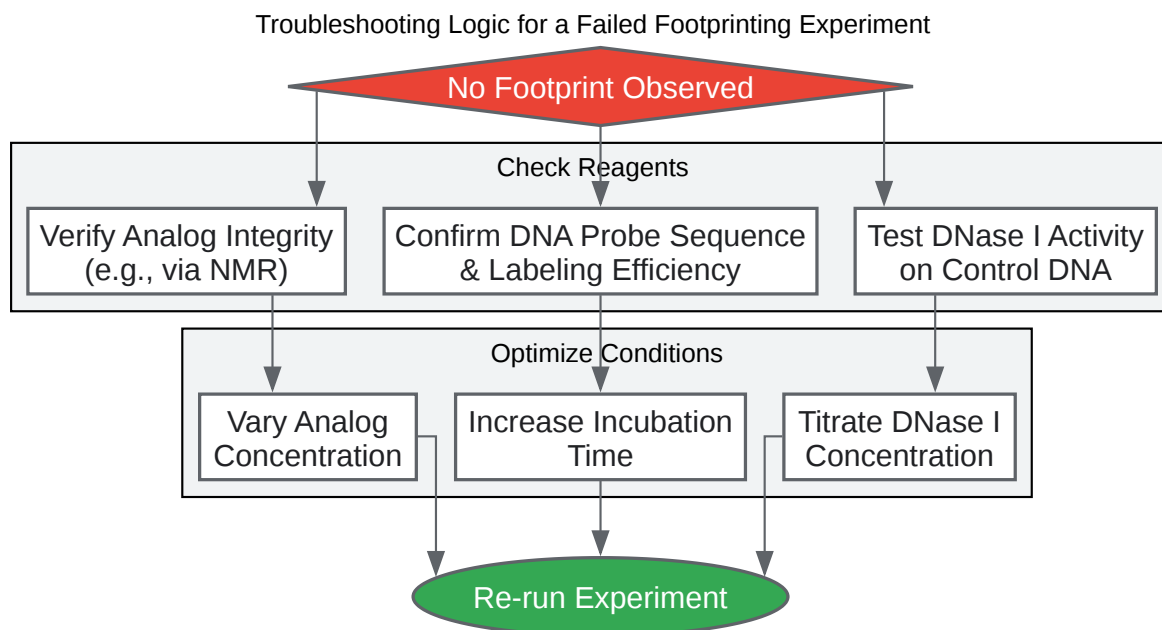 Troubleshooting Logic for a Failed Footprinting Experiment
No Footprint Observed
Check Reagents
Verify Analog Integrity
(e.g., via NMR)
Confirm DNA Probe Sequence
& Labeling Efficiency
Test DNase I Activity
on Control DNA
Optimize Conditions
Vary Analog
Concentration
Increase Incubation
Time
Titrate DNase I
Concentration
Re-run Experiment